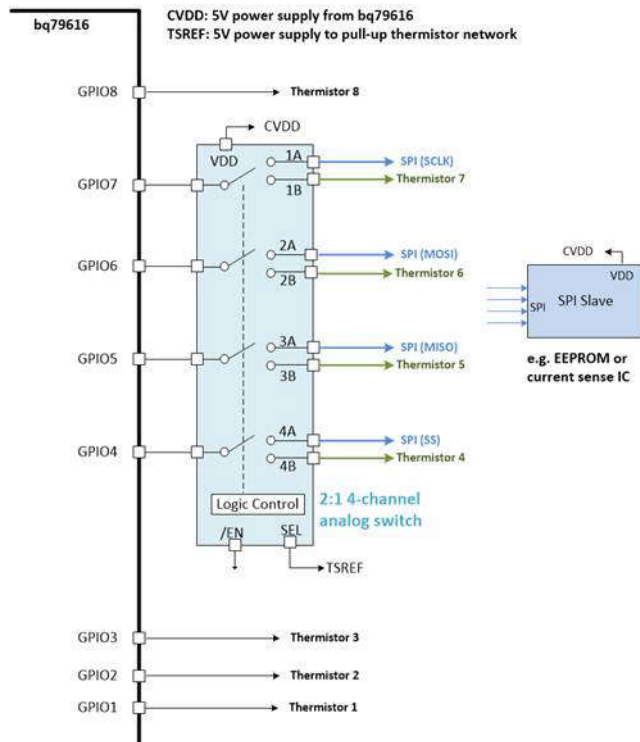 bq79616
CVDD: 5V power supply from bq79616
TSREF: 5V power supply to pull-up thermistor network
GPIO8
Thermistor 8
CVDD
VDD
1A
SPI (SCLK)
GPIO7
1B
Thermistor 7
2A
SPI (MOSI)
GPIO6
2B
Thermistor 6
CVDD
VDD
SPI
SPI Slave
e.g. EEPROM or
current sense IC
3A
SPI (MISO)
GPIO5
3B
Thermistor 5
4A
SPI (SS)
GPIO4
4B
Thermistor 4
Logic Control
2:1 4-channel
analog switch
/EN
SEL
TSREF
GPIO3
Thermistor 3
GPIO2
Thermistor 2
GPIO1
Thermistor 1